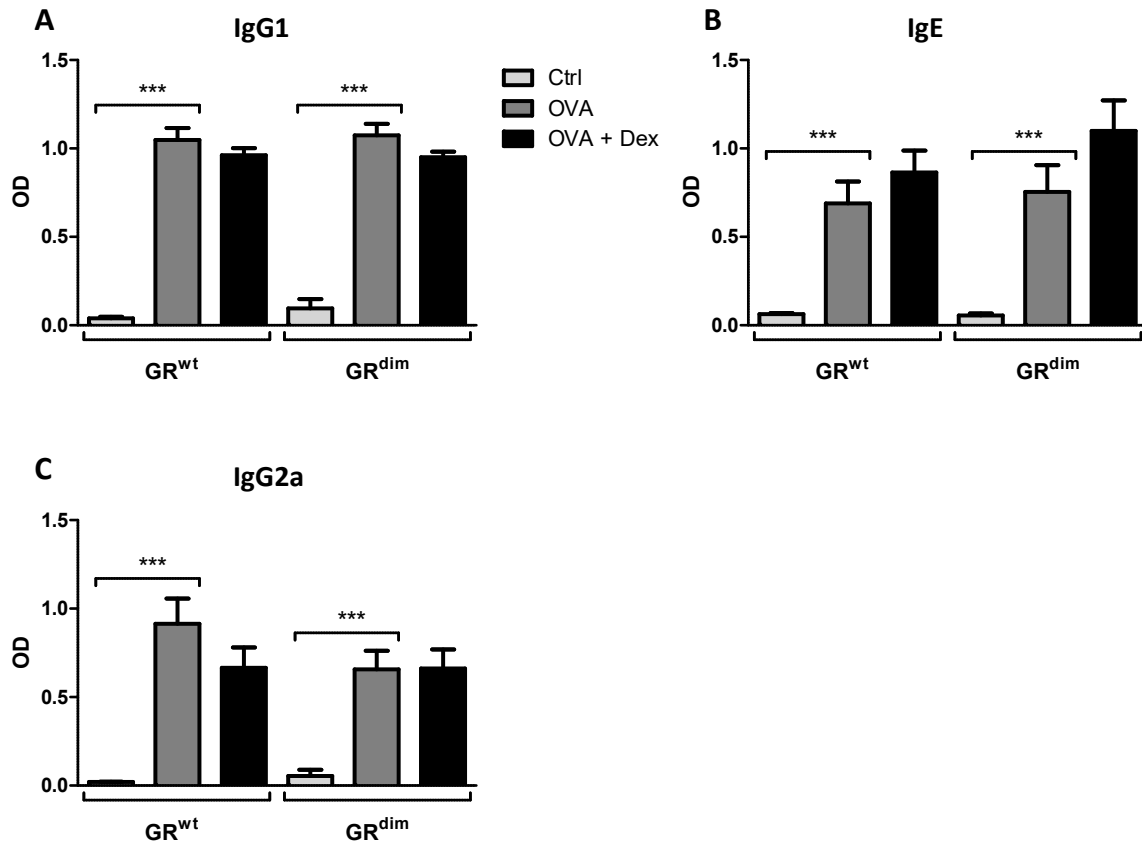 A
IgG1
1.5
1.0
0.5
0.0
OD
***
***
GRwt
GRdim
Ctrl
OVA
OVA + Dex
B
IgE
1.5
1.0
0.5
0.0
OD
***
***
GRwt
GRdim
C
IgG2a
1.5
1.0
0.5
0.0
OD
***
***
GRwt
GRdim